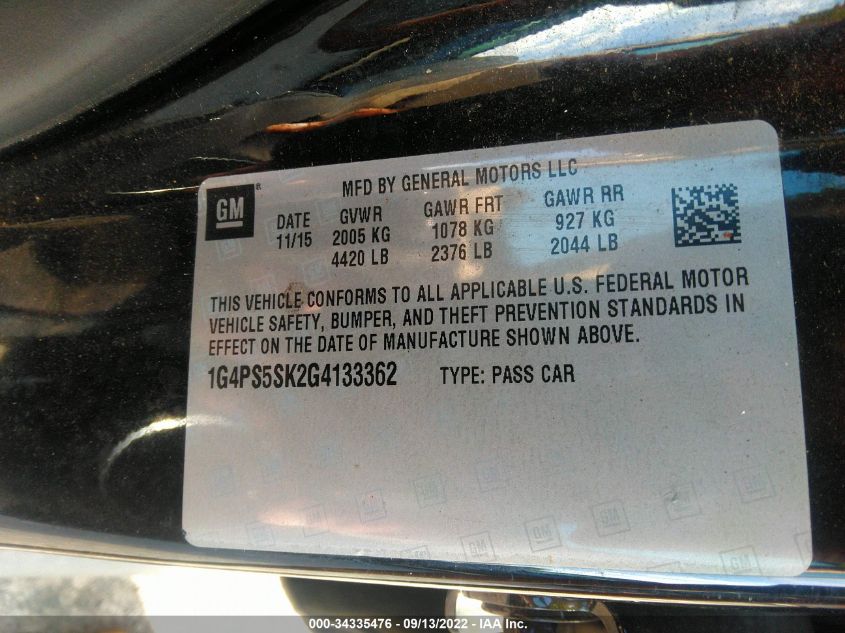 MFD BY GENERAL MOTORS LLC
GM ®
DATE GVWR GAWR FRT GAWR RR
11/15 2005 KG 1078 KG 927 KG
4420 LB 2376 LB 2044 LB
THIS VEHICLE CONFORMS TO ALL APPLICABLE U.S. FEDERAL MOTOR
VEHICLE SAFETY, BUMPER, AND THEFT PREVENTION STANDARDS IN
EFFECT ON THE DATE OF MANUFACTURE SHOWN ABOVE.
1G4PS5SK2G4133362 TYPE: PASS CAR
000-34335476 - 09/13/2022 - IAA Inc.